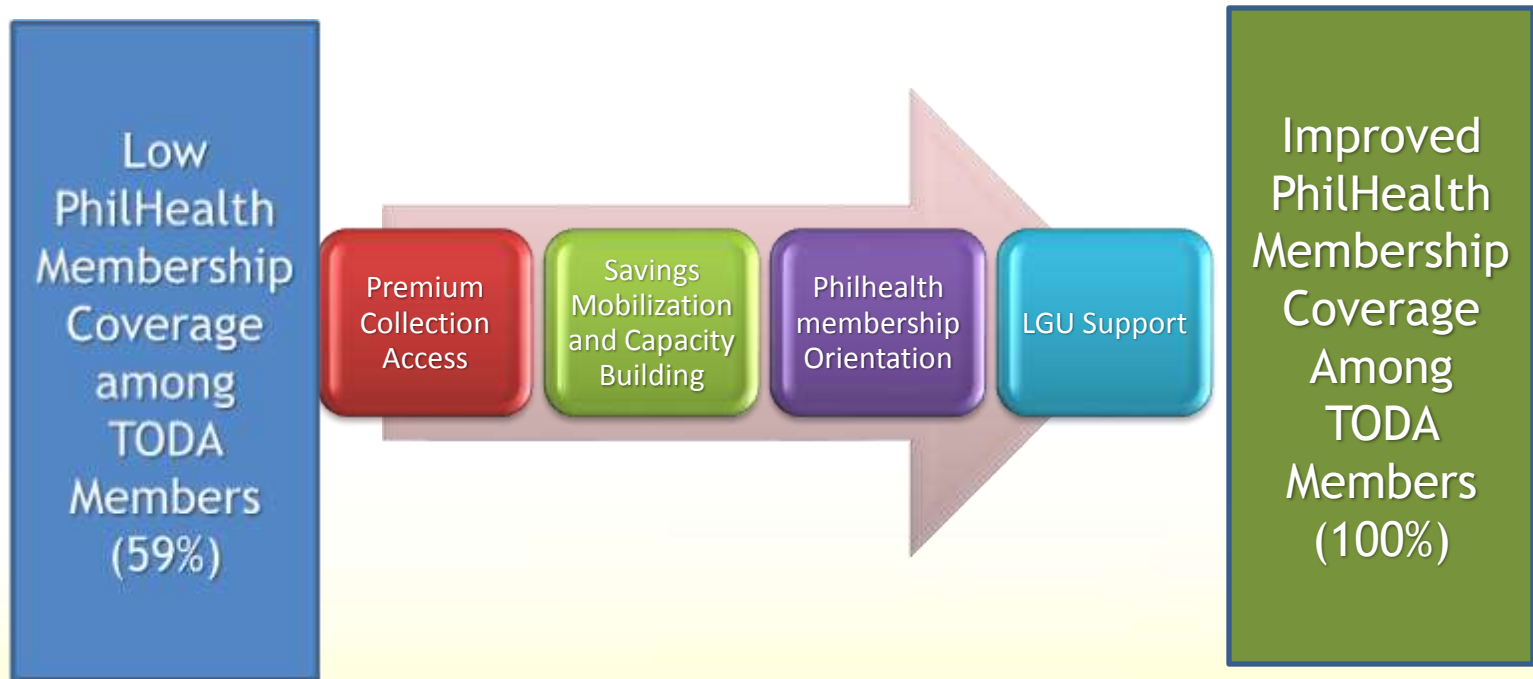 Low
PhilHealth
Membership
Coverage
among
TODA
Members
(59%)
Premium
Collection
Access
Savings
Mobilization
and Capacity
Building
Philhealth
membership
Orientation
LGU Support
Improved
PhilHealth
Membership
Coverage
Among
TODA
Members
(100%)